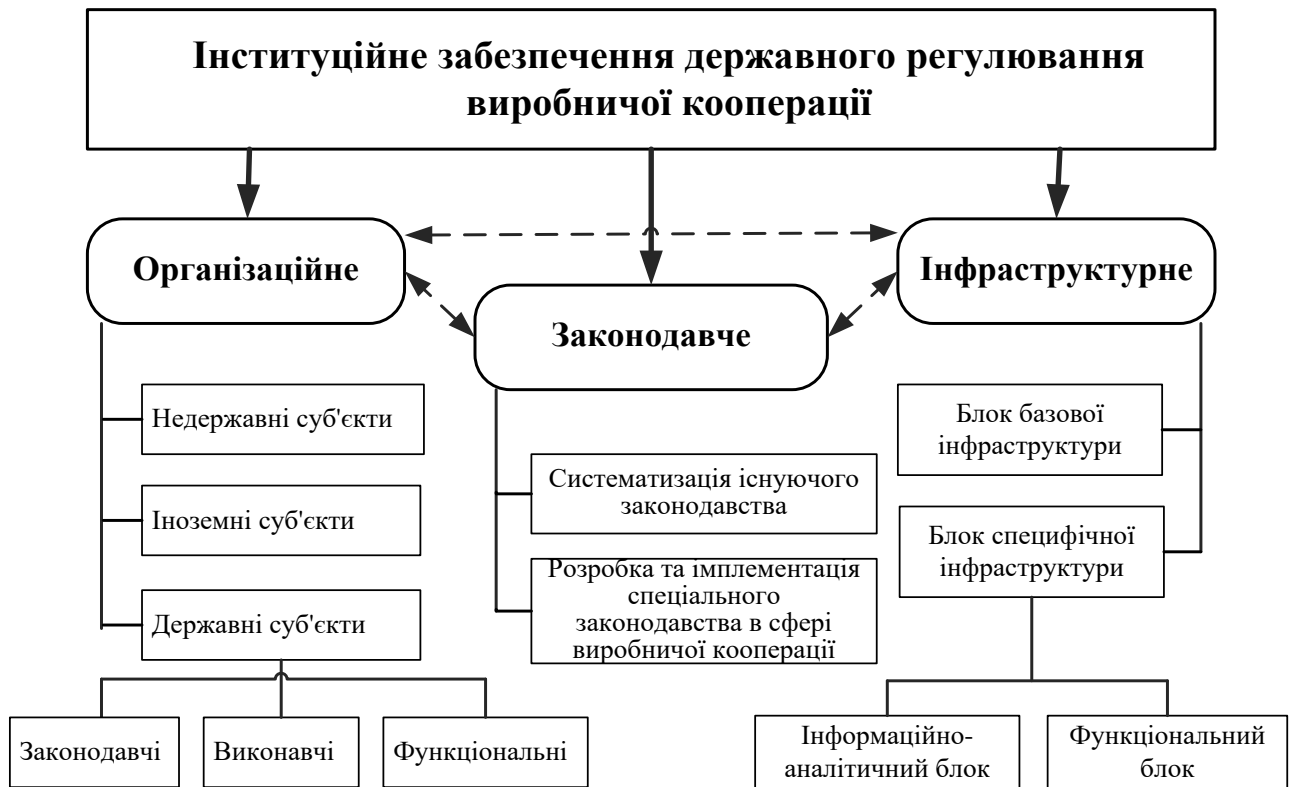 Інституційне забезпечення державного регулювання
виробничої кооперації
Організаційне
Інфраструктурне
Законодавче
Недержавні суб'єкти
Іноземні суб'єкти
Державні суб'єкти
Законодавчі
Виконавчі
Функціональні
Систематизація існуючого
законодавства
Розробка та імплементація
спеціального
законодавства в сфері
виробничої кооперації
Блок базової
інфраструктури
Блок специфічної
інфраструктури
Інформаційно-
аналітичний блок
Функціональний
блок